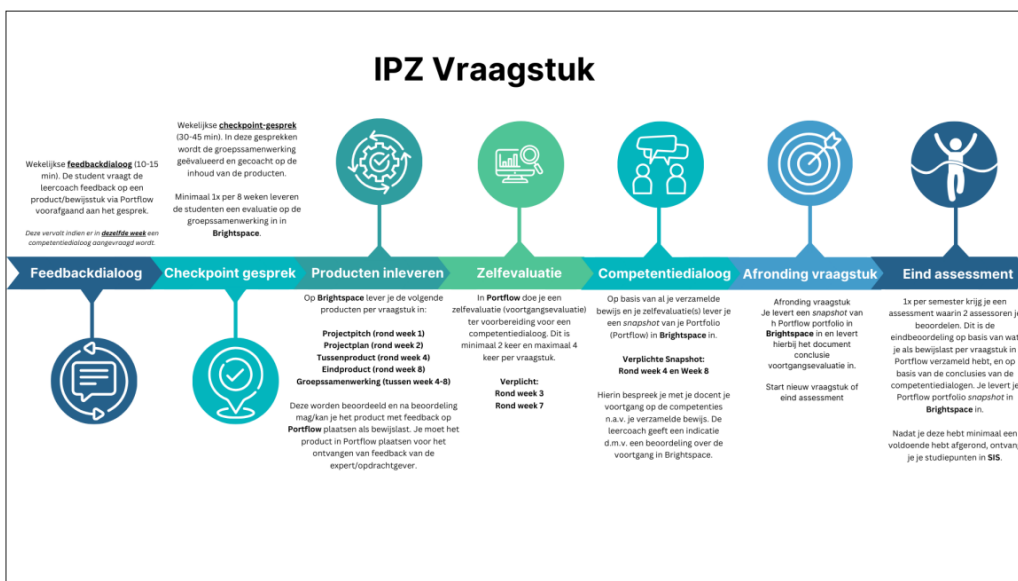 IPZ Vraagstuk
Wekelijkse feedbackdialoog (10-15
min). De student vraagt de
leercoach feedback op een
product/bewijsstuk via Portflow
voorafgaand aan het gesprek.
Deze vervalt indien er in dezelfde week een
competentiedialoog aangevraagd wordt.
Wekelijkse checkpoint-gesprek
(30-45 min). In deze gesprekken
wordt de groepssamenwerking
geëvalueerd en gecoacht op de
inhoud van de producten.
Minimaal 1x per 8 weken leveren
de studenten een evaluatie op de
groepssamenwerking in in
Brightspace.
Feedbackdialoog
Checkpoint gesprek
Producten inleveren
Zelfevaluatie
Competentiedialoog
Afronding vraagstuk
Eind assessment
Op Brightspace lever je de volgende
producten per vraagstuk in:
Projectpitch (rond week 1)
Projectplan (rond week 2)
Tussenproduct (rond week 4)
Eindproduct (rond week 8)
Groepssamenwerking (tussen week 4-8)
Deze worden beoordeeld en na beoordeling
mag/kan je het product met feedback op
Portflow plaatsen als bewijslast. Je moet het
product in Portflow plaatsen voor het
ontvangen van feedback van de
expert/opdrachtgever.
In Portflow doe je een
zelfevaluatie (voortgangsevaluatie)
ter voorbereiding voor een
competentiedialoog. Dit is
minimaal 2 keer en maximaal 4
keer per vraagstuk.
Verplicht:
Rond week 3
Rond week 7
Op basis van al je verzamelde
bewijs en je zelfevaluatie(s) lever je
een snapshot van je Portfolio
(Portflow) in Brightspace in.
Verplichte Snapshot:
Rond week 4 en Week 8
Hierin bespreek je met je docent je
voortgang op de competenties
n.a.v. je verzamelde bewijs. De
leercoach geeft een indicatie
d.m.v. een beoordeling over de
voortgang in Brightspace.
Afronding vraagstuk
Je levert een snapshot van
h Portflow portfolio in
Brightspace in en levert
hierbij het document
conclusie
voortgangsevaluatie in.
Start nieuw vraagstuk of
eind assessment
1x per semester krijg je een
assessment waarin 2 assessoren je
beoordelen. Dit is de
eindbeoordeling op basis van wat
je als bewijslast per vraagstuk in
Portflow verzameld hebt, en op
basis van de conclusies van de
competentiedialogen. Je levert je
Portflow portfolio snapshot in
Brightspace in.
Nadat je deze hebt minimaal een
voldoende hebt afgerond, ontvang
je je studiepunten in SIS.